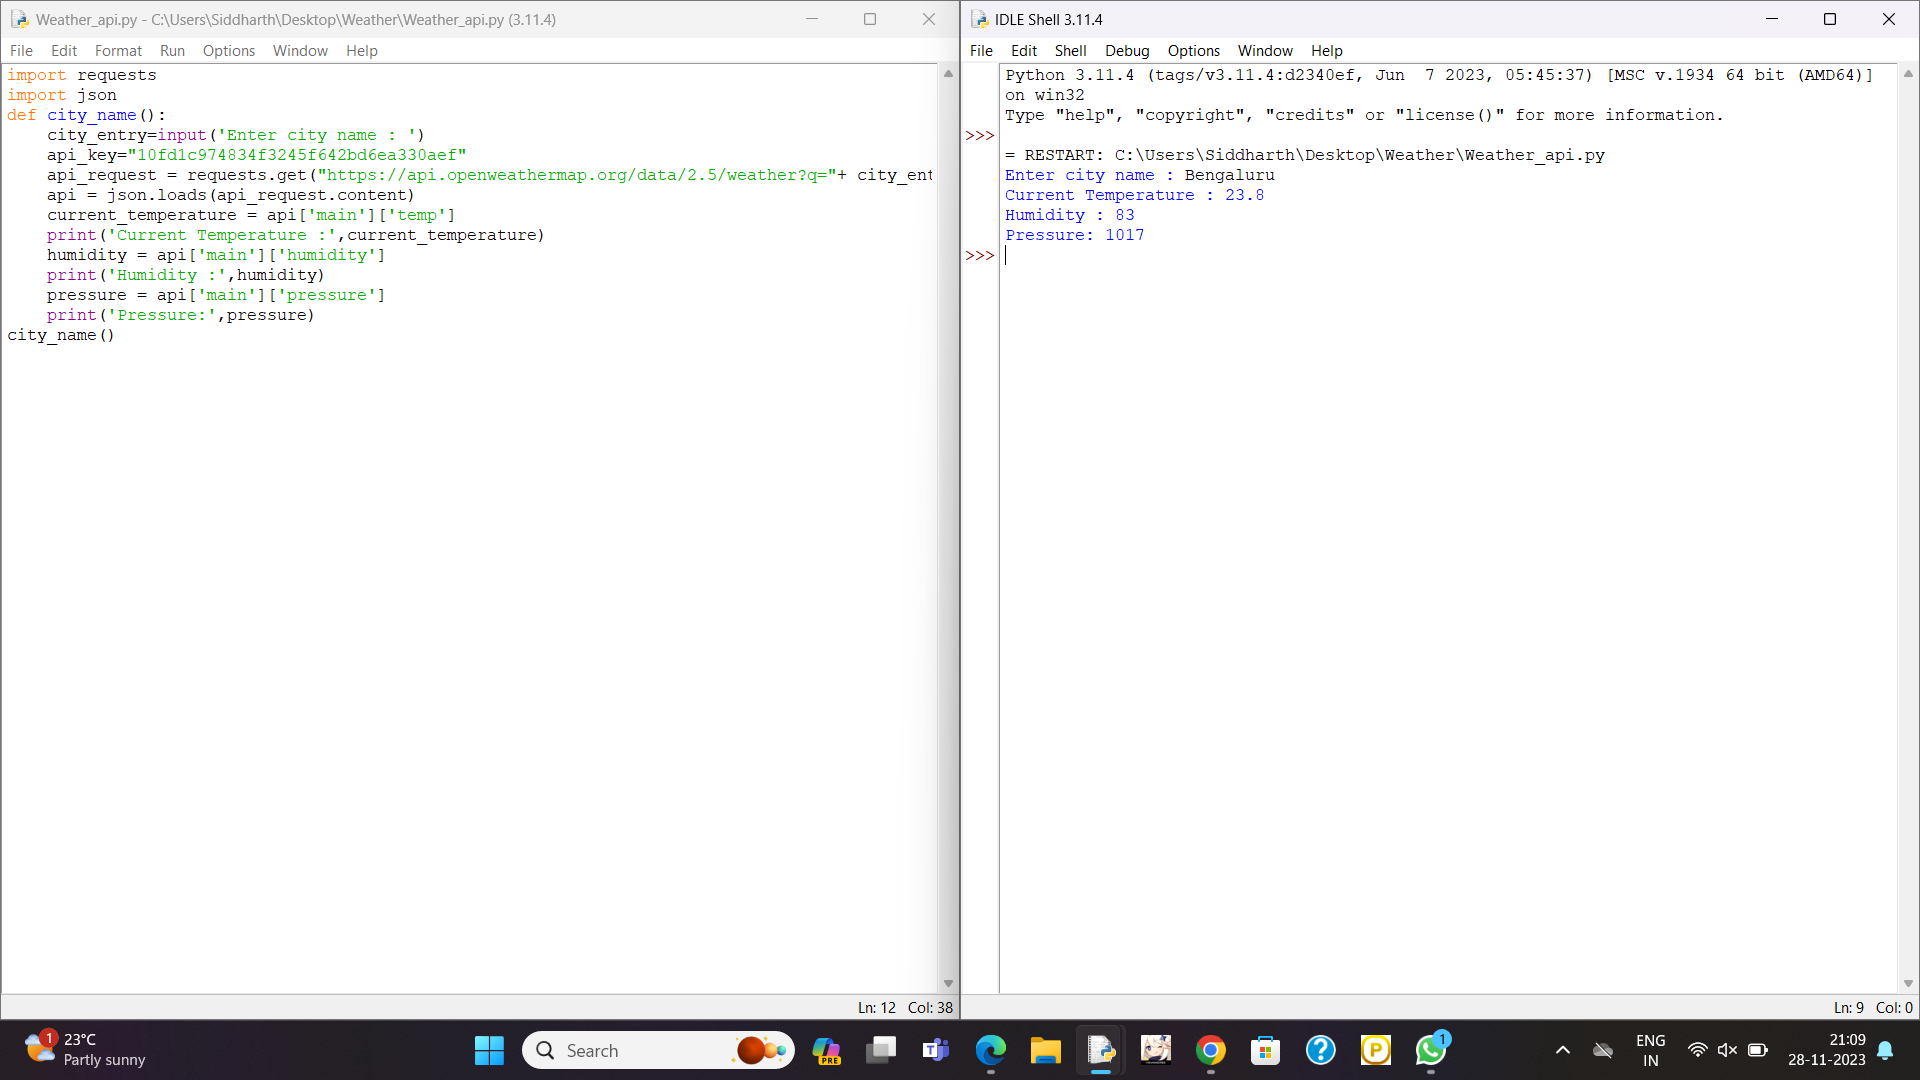 Weather_api.py - C:\Users\Siddharth\Desktop\Weather\Weather_api.py (3.11.4)
File Edit Format Run Options Window Help
import requests
import json
def city_name():
    city_entry=input('Enter city name : ')
    api_key="10fd1c974834f3245f642bd6ea330aef"
    api_request = requests.get("https://api.openweathermap.org/data/2.5/weather?q="+ city_ent
    api = json.loads(api_request.content)
    current_temperature = api['main']['temp']
    print('Current Temperature :',current_temperature)
    humidity = api['main']['humidity']
    print('Humidity :',humidity)
    pressure = api['main']['pressure']
    print('Pressure:',pressure)
city_name()
Ln: 12 Col: 38
IDLE Shell 3.11.4
File Edit Shell Debug Options Window Help
Python 3.11.4 (tags/v3.11.4:d2340ef, Jun  7 2023, 05:45:37) [MSC v.1934 64 bit (AMD64)]
on win32
Type "help", "copyright", "credits" or "license()" for more information.
>>>
= RESTART: C:\Users\Siddharth\Desktop\Weather\Weather_api.py
Enter city name : Bengaluru
Current Temperature : 23.8
Humidity : 83
Pressure: 1017
>>>
Ln: 9 Col: 0
1
23°C
Partly sunny
Search
PRE
T
?
P
1
ENG
IN
21:09
28-11-2023